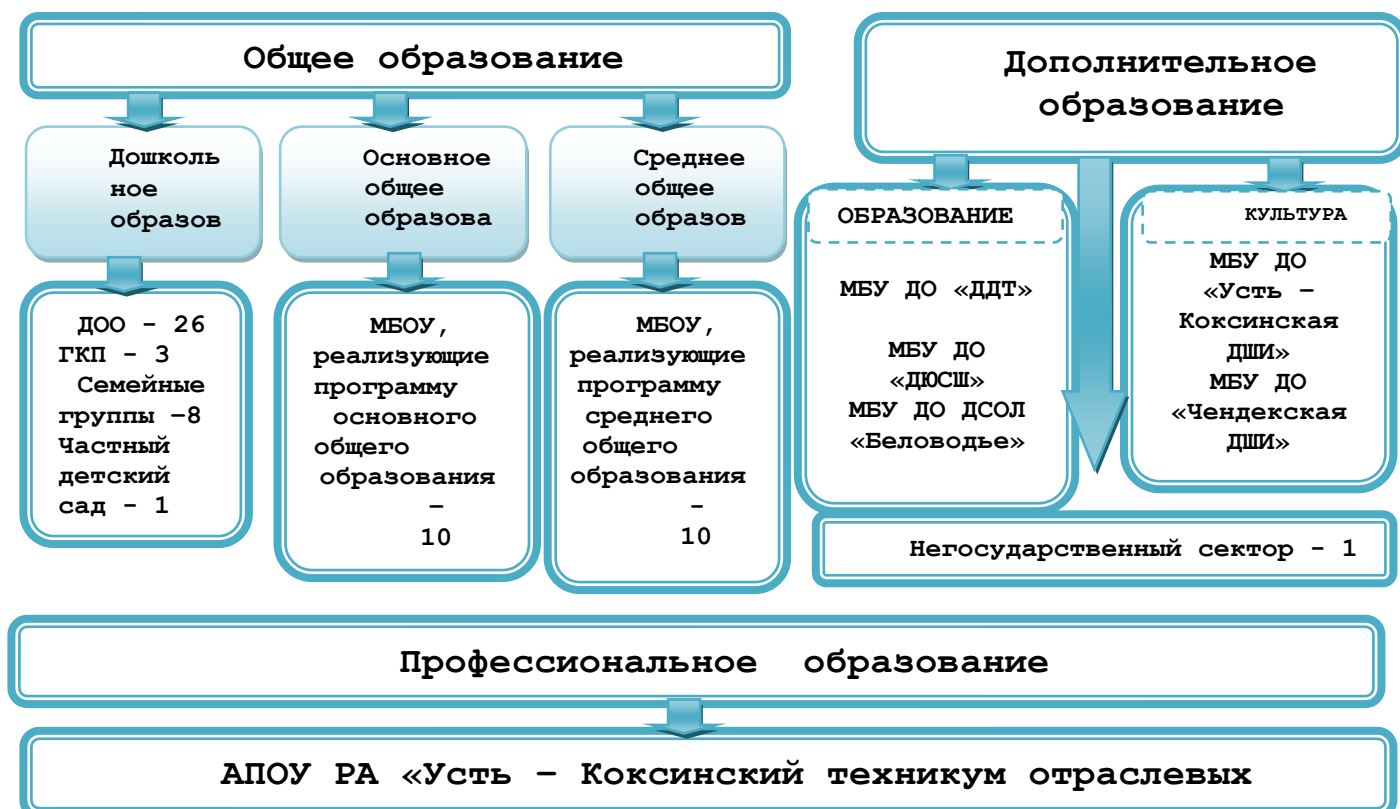 Общее образование
Дошколь
ное
образов
Основное
общее
образова
Среднее
общее
образов
ДОО - 26
ГКП - 3
Семейные
группы –8
Частный
детский
сад - 1
МБОУ,
реализующие
программу
основного
общего
образования
–
10
МБОУ,
реализующие
программу
среднего
общего
образования
-
10
Дополнительное
образование
ОБРАЗОВАНИЕ
МБУ ДО «ДДТ»
МБУ ДО
«ДЮСШ»
МБУ ДО ДСОЛ
«Беловодье»
КУЛЬТУРА
МБУ ДО
«Усть –
Коксинская
ДШИ»
МБУ ДО
«Чендекская
ДШИ»
Негосударственный сектор - 1
Профессиональное образование
АПОУ РА «Усть – Коксинский техникум отраслевых